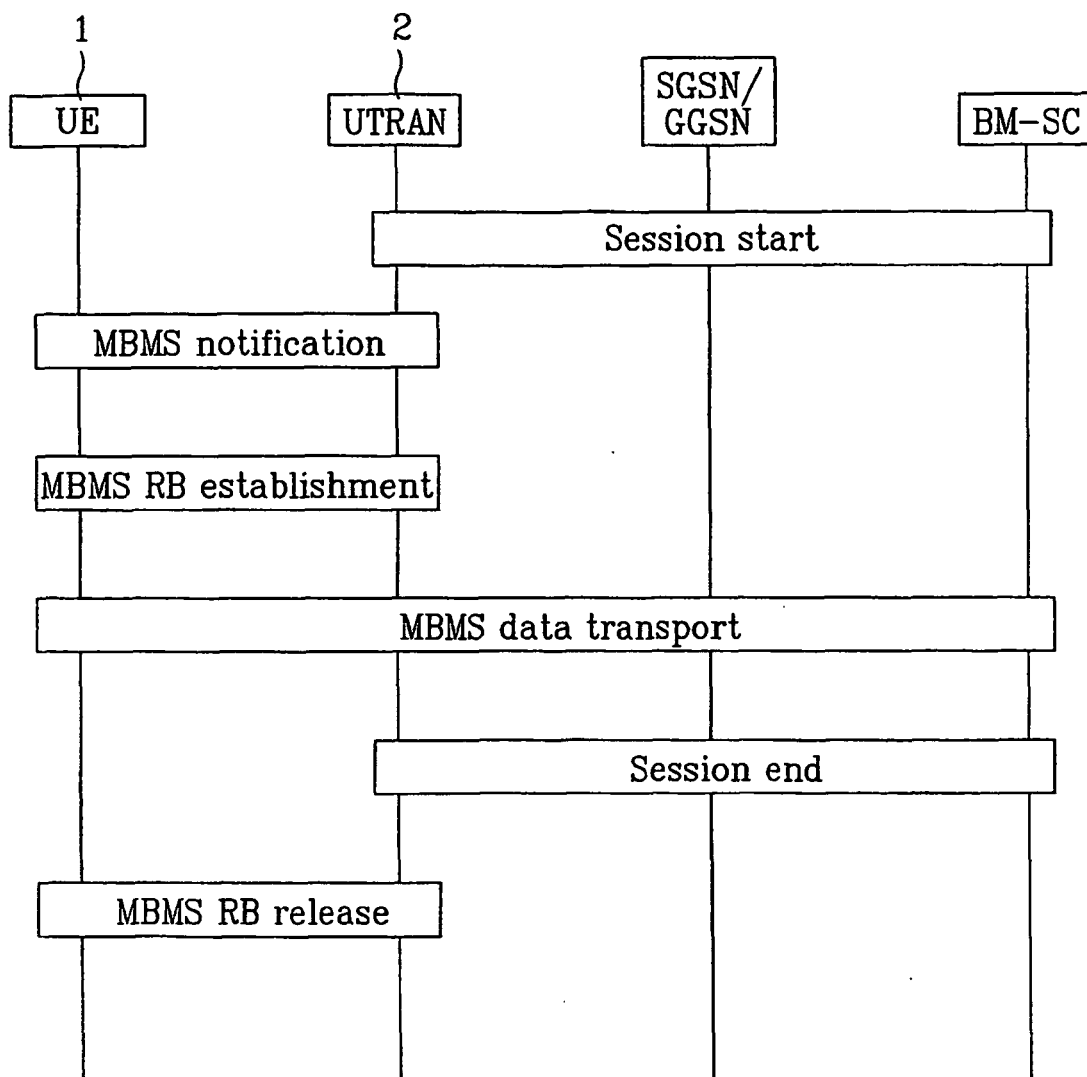 1
2
UE
UTRAN
SGSN/
GGSN
BM-SC
Session start
MBMS notification
MBMS RB establishment
MBMS data transport
Session end
MBMS RB release